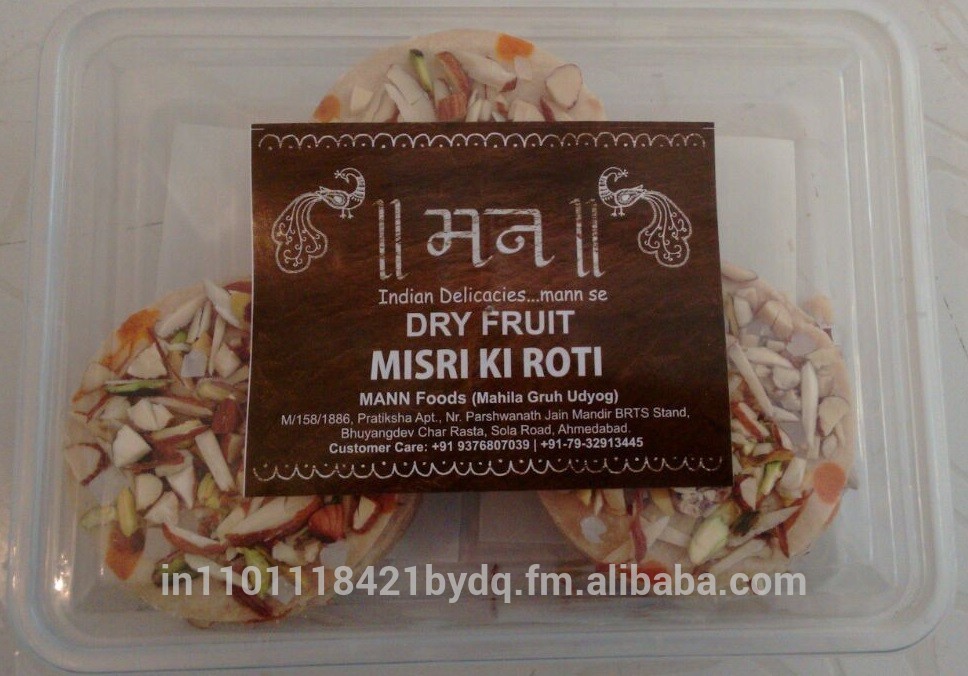 || मन ||
Indian Delicacies...mann se
DRY FRUIT
MISRI KI ROTI
MANN Foods (Mahila Gruh Udyog)
M/158/1886, Pratiksha Apt., Nr. Parshwanath Jain Mandir BRTS Stand,
Bhuyangdev Char Rasta, Sola Road, Ahmedabad.
Customer Care: +91 9376807039 | +91-79-32913445
in1101118421bydq.fm.alibaba.com